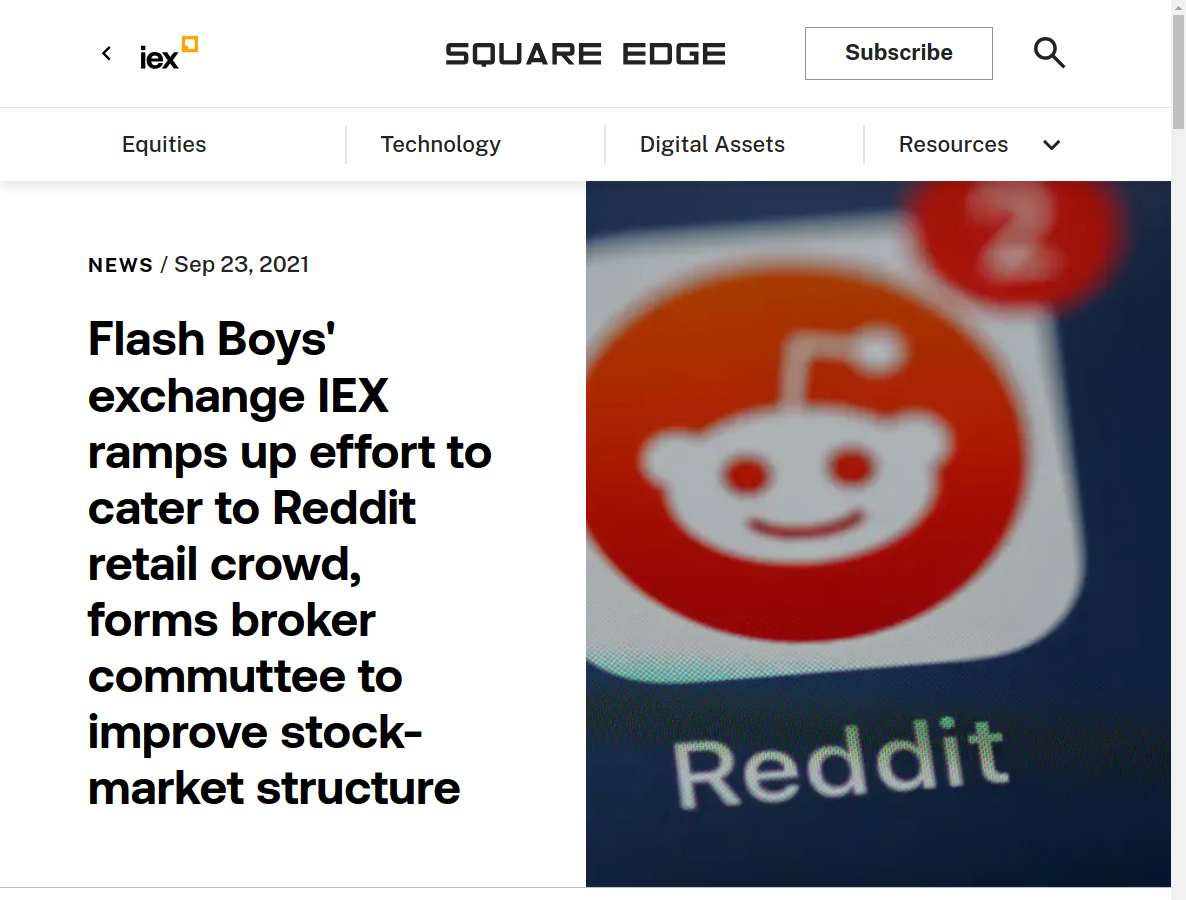 iex
SQUARE EDGE
Subscribe
Equities
Technology
Digital Assets
Resources
NEWS / Sep 23, 2021
Flash Boys'
exchange IEX
ramps up effort to
cater to Reddit
retail crowd,
forms broker
commuttee to
improve stock-
market structure
2
Reddit